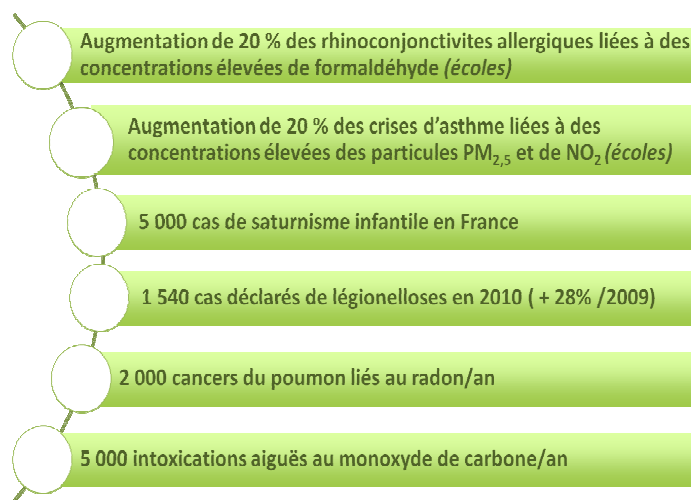 Augmentation de 20 % des rhinoconjonctivites allergiques liées à des
concentrations élevées de formaldéhyde (écoles)
Augmentation de 20 % des crises d’asthme liées à des
concentrations élevées des particules PM2,5 et de NO2 (écoles)
5 000 cas de saturnisme infantile en France
1 540 cas déclarés de légionelloses en 2010 ( + 28% /2009)
2 000 cancers du poumon liés au radon/an
5 000 intoxications aiguës au monoxyde de carbone/an